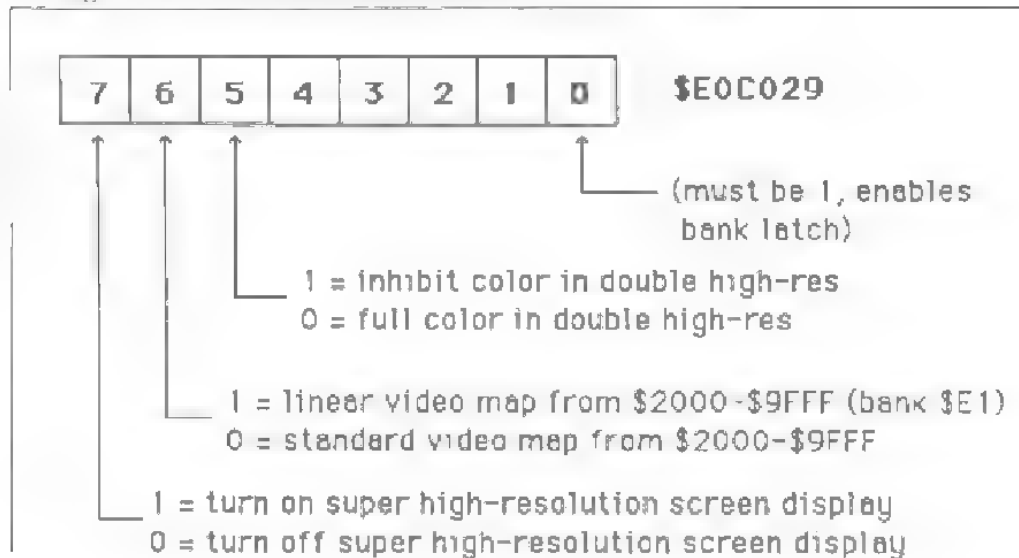 7 6 5 4 3 2 1 0 $E0C029
(must be 1, enables
bank latch)
1 = inhibit color in double high-res
0 = full color in double high-res
1 = linear video map from $2000-$9FFF (bank $E1)
0 = standard video map from $2000-$9FFF
1 = turn on super high-resolution screen display
0 = turn off super high-resolution screen display